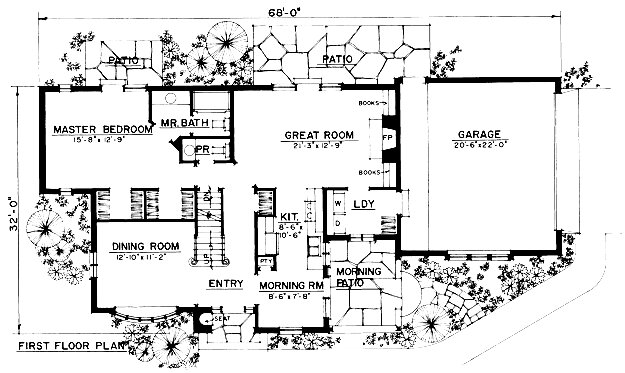 68'-0"
PATIO
PATIO
BOOKS
MASTER BEDROOM
15'-8" x 12'-9"
MR. BATH
PR
GREAT ROOM
21'-3" x 12'-9"
FP
GARAGE
20'-6" x 22'-0"
BOOKS
32'-0"
W
D
LDY
KIT.
8'-6" x
10'-6"
DINING ROOM
12'-10" x 11'-2"
UP
PTY
MORNING
PATIO
ENTRY
MORNING RM
8'-6" x 7'-8"
SEAT
FIRST FLOOR PLAN